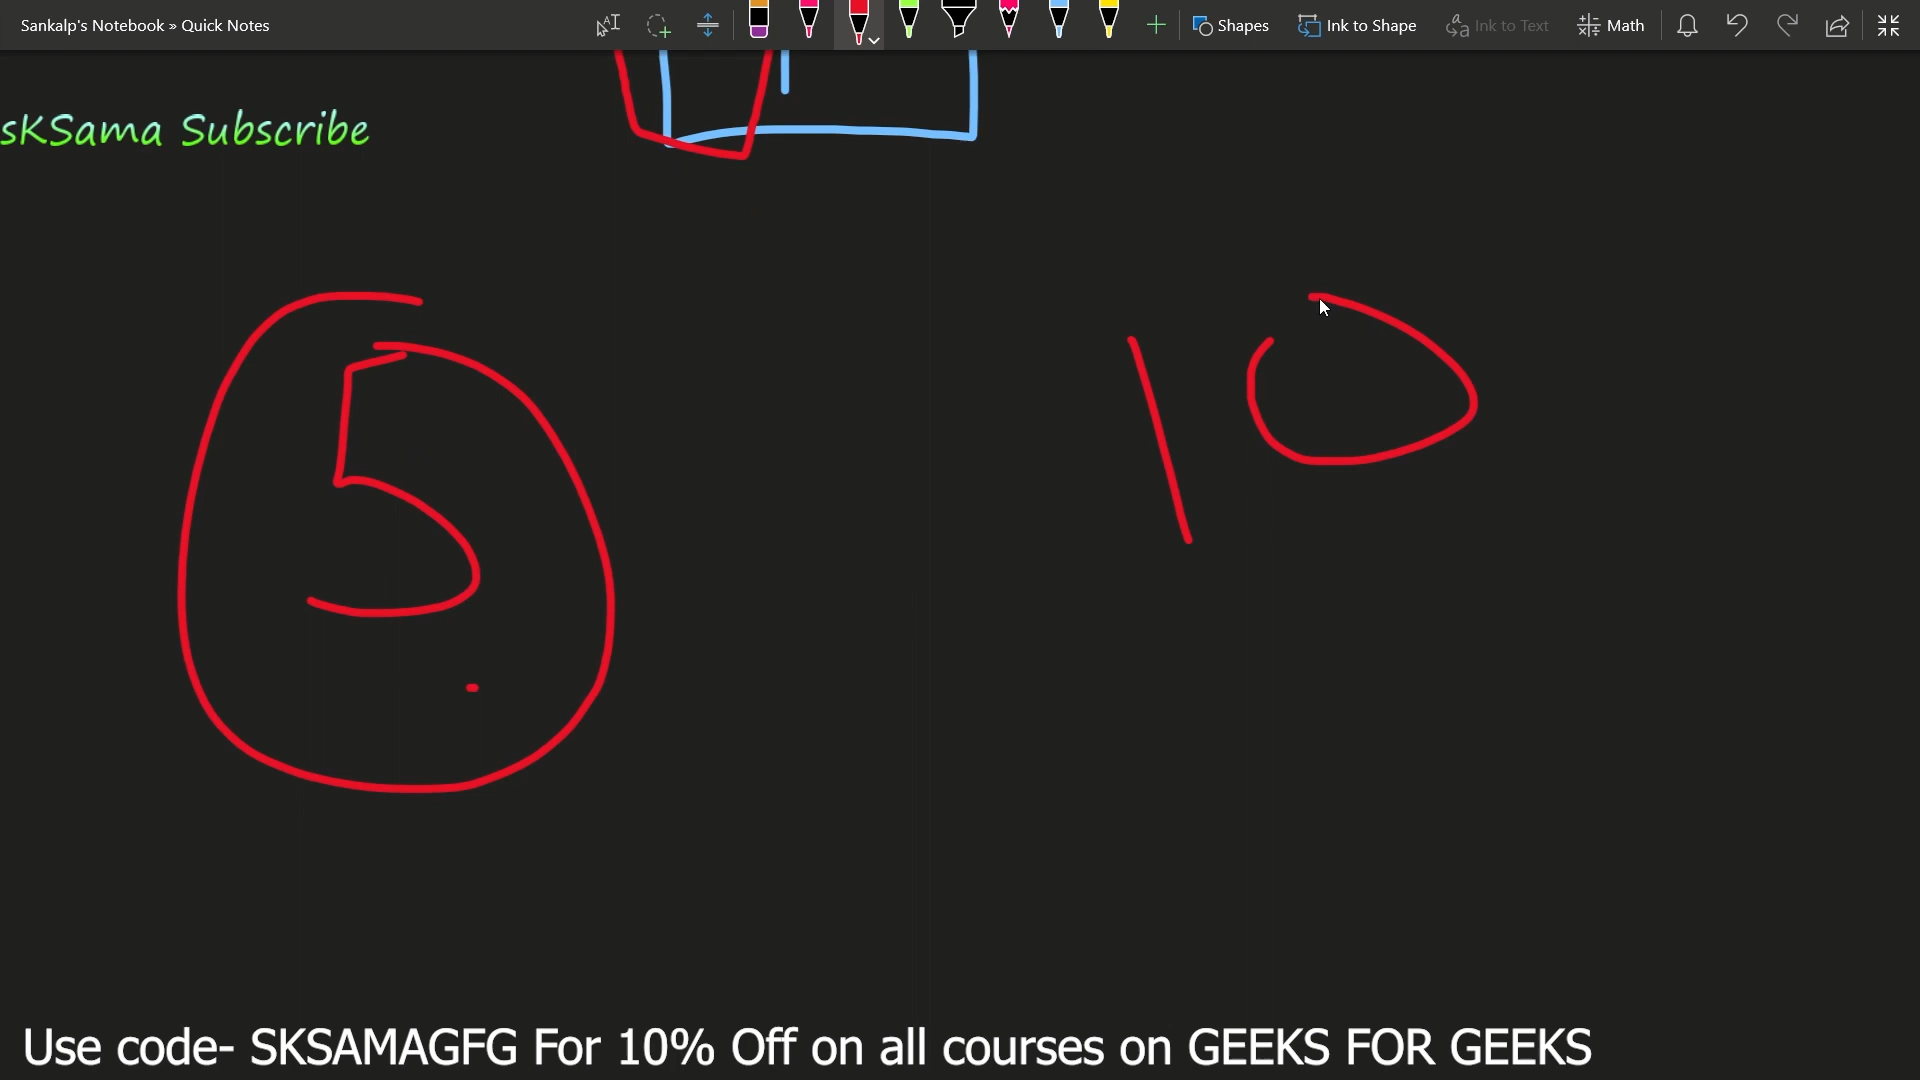 Sankalp's Notebook » Quick Notes
Shapes
Ink to Shape
Ink to Text
Math
sKSama Subscribe
5
10
Use code- SKSAMAGFG For 10% Off on all courses on GEEKS FOR GEEKS